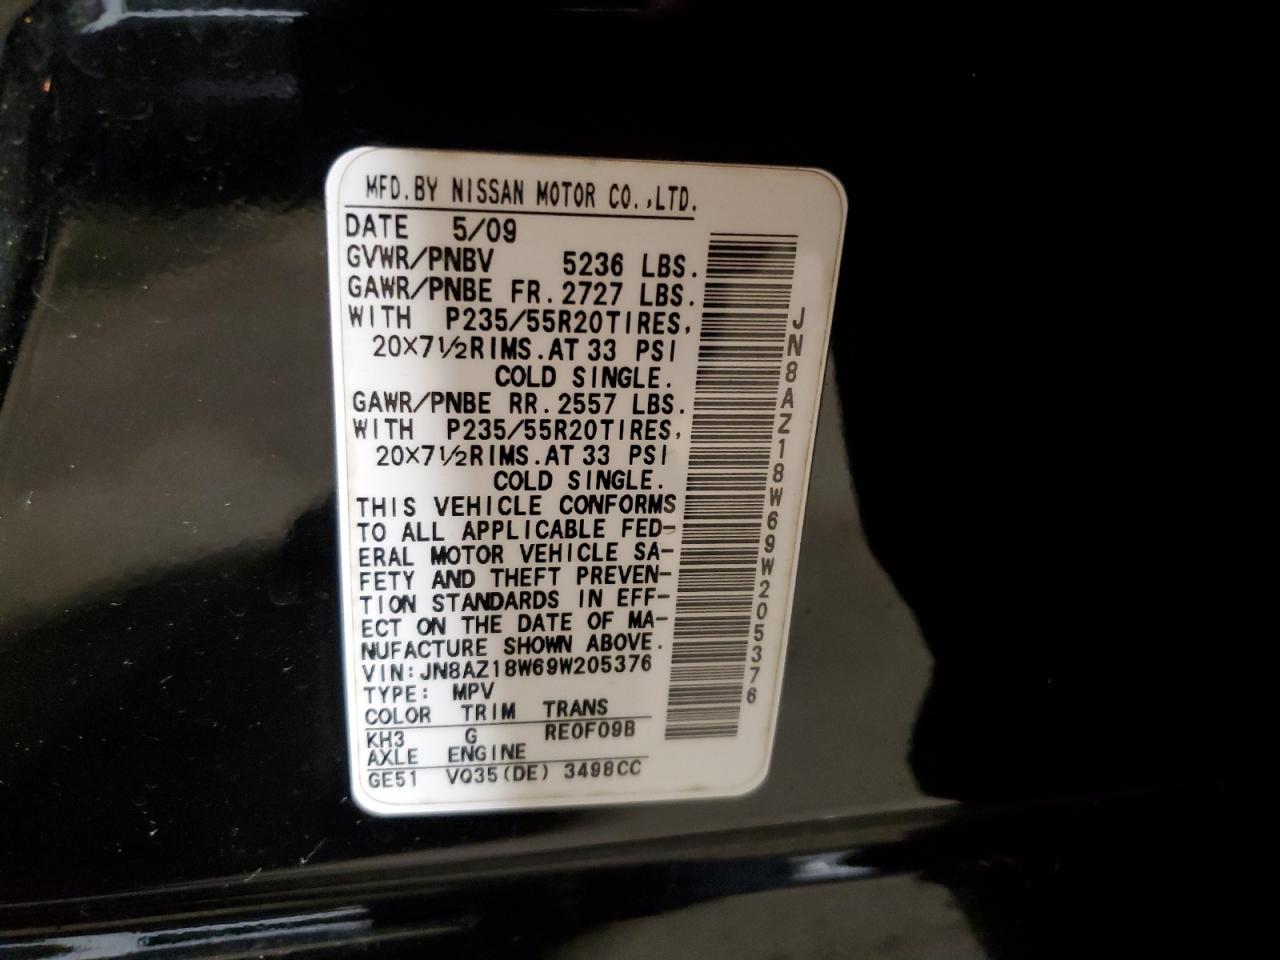 MFD.BY NISSAN MOTOR CO.,LTD.
DATE 5/09
GVWR/PNBV 5236 LBS.
GAWR/PNBE FR.2727 LBS.
WITH P235/55R20TIRES,
20×7½RIMS.AT 33 PSI
COLD SINGLE.
GAWR/PNBE RR.2557 LBS.
WITH P235/55R20TIRES,
20×7½RIMS.AT 33 PSI
COLD SINGLE.
THIS VEHICLE CONFORMS
TO ALL APPLICABLE FED-
ERAL MOTOR VEHICLE SA-
FETY AND THEFT PREVEN-
TION STANDARDS IN EFF-
ECT ON THE DATE OF MA-
NUFACTURE SHOWN ABOVE.
VIN:JN8AZ18W69W205376
TYPE: MPV
COLOR TRIM TRANS
KH3 G RE0F09B
AXLE ENGINE
GE51 VQ35(DE) 3498CC
JN8AZ18W69W205376